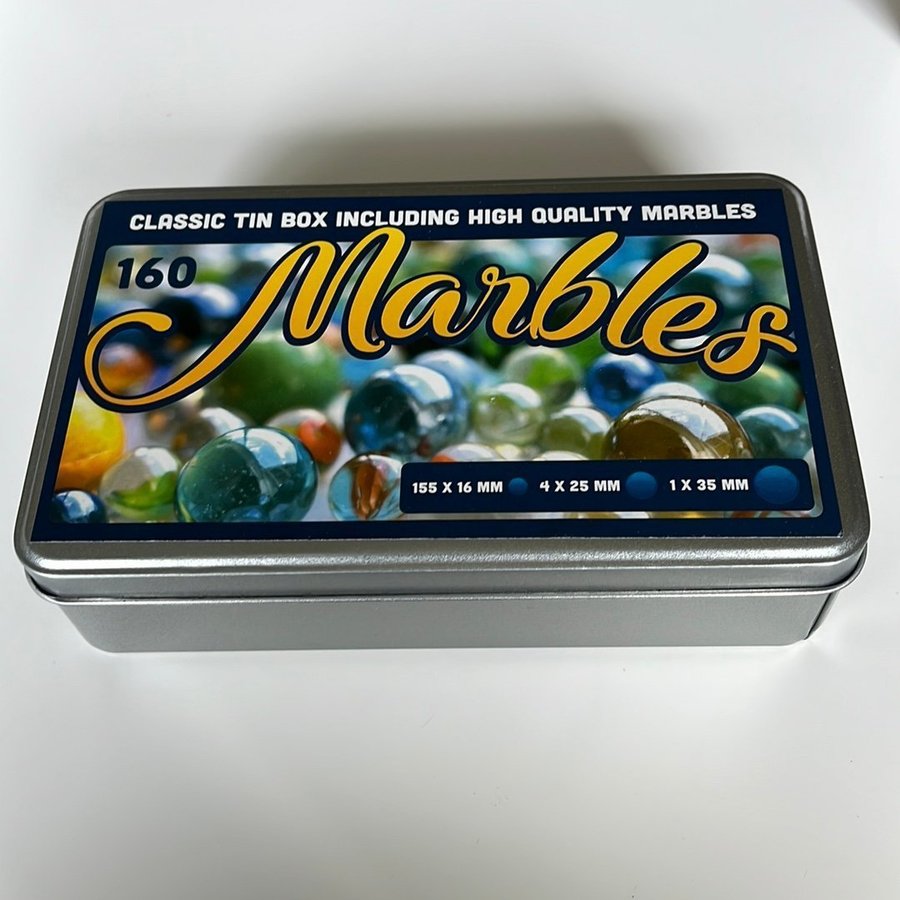 CLASSIC TIN BOX INCLUDING HIGH QUALITY MARBLES
160
Marbles
155 X 16 MM 4 X 25 MM 1 X 35 MM